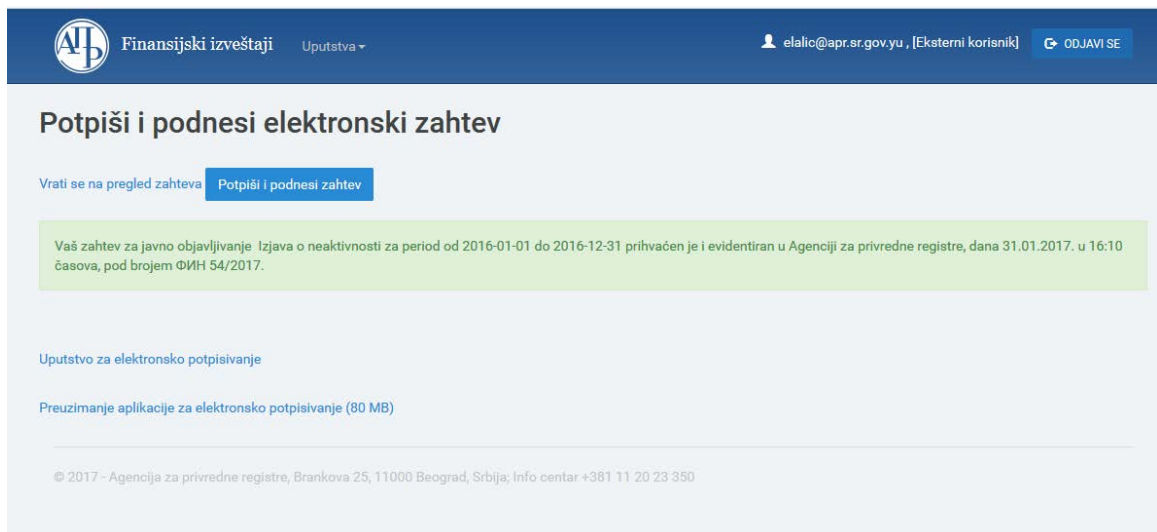 АПР Finansijski izveštaji Uputstva elalic@apr.sr.gov.yu , [Eksterni korisnik] ODJAVI SE
Potpiši i podnesi elektronski zahtev
Vrati se na pregled zahteva Potpiši i podnesi zahtev
Vaš zahtev za javno objavljivanje Izjava o neaktivnosti za period od 2016-01-01 do 2016-12-31 prihvaćen je i evidentiran u Agenciji za privredne registre, dana 31.01.2017. u 16:10
časova, pod brojem ФИН 54/2017.
Uputstvo za elektronsko potpisivanje
Preuzimanje aplikacije za elektronsko potpisivanje (80 MB)
© 2017 - Agencija za privredne registre, Brankova 25, 11000 Beograd, Srbija; Info centar +381 11 20 23 350